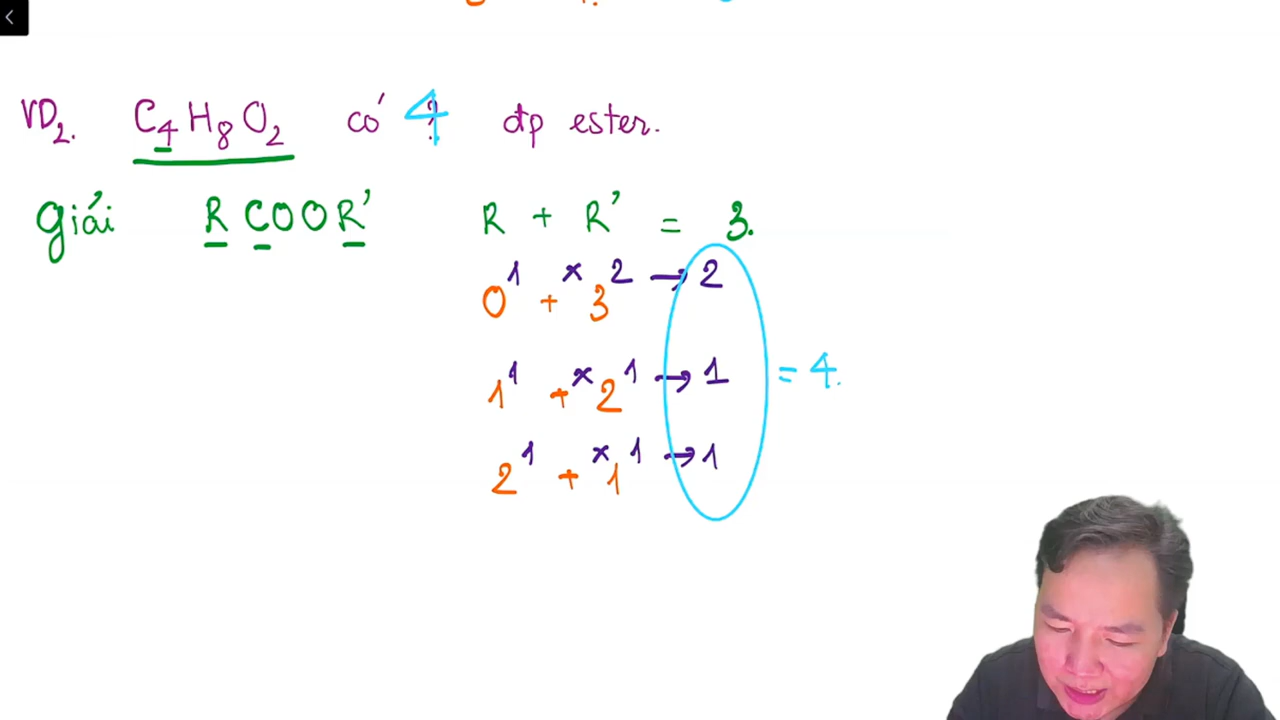 VD₂. C₄H₈O₂ có 4 đp ester.
giải RCOOR' R + R' = 3.
0¹ +ˣ 3² → 2
1¹ +ˣ 2¹ → 1 = 4.
2¹ +ˣ 1¹ → 1